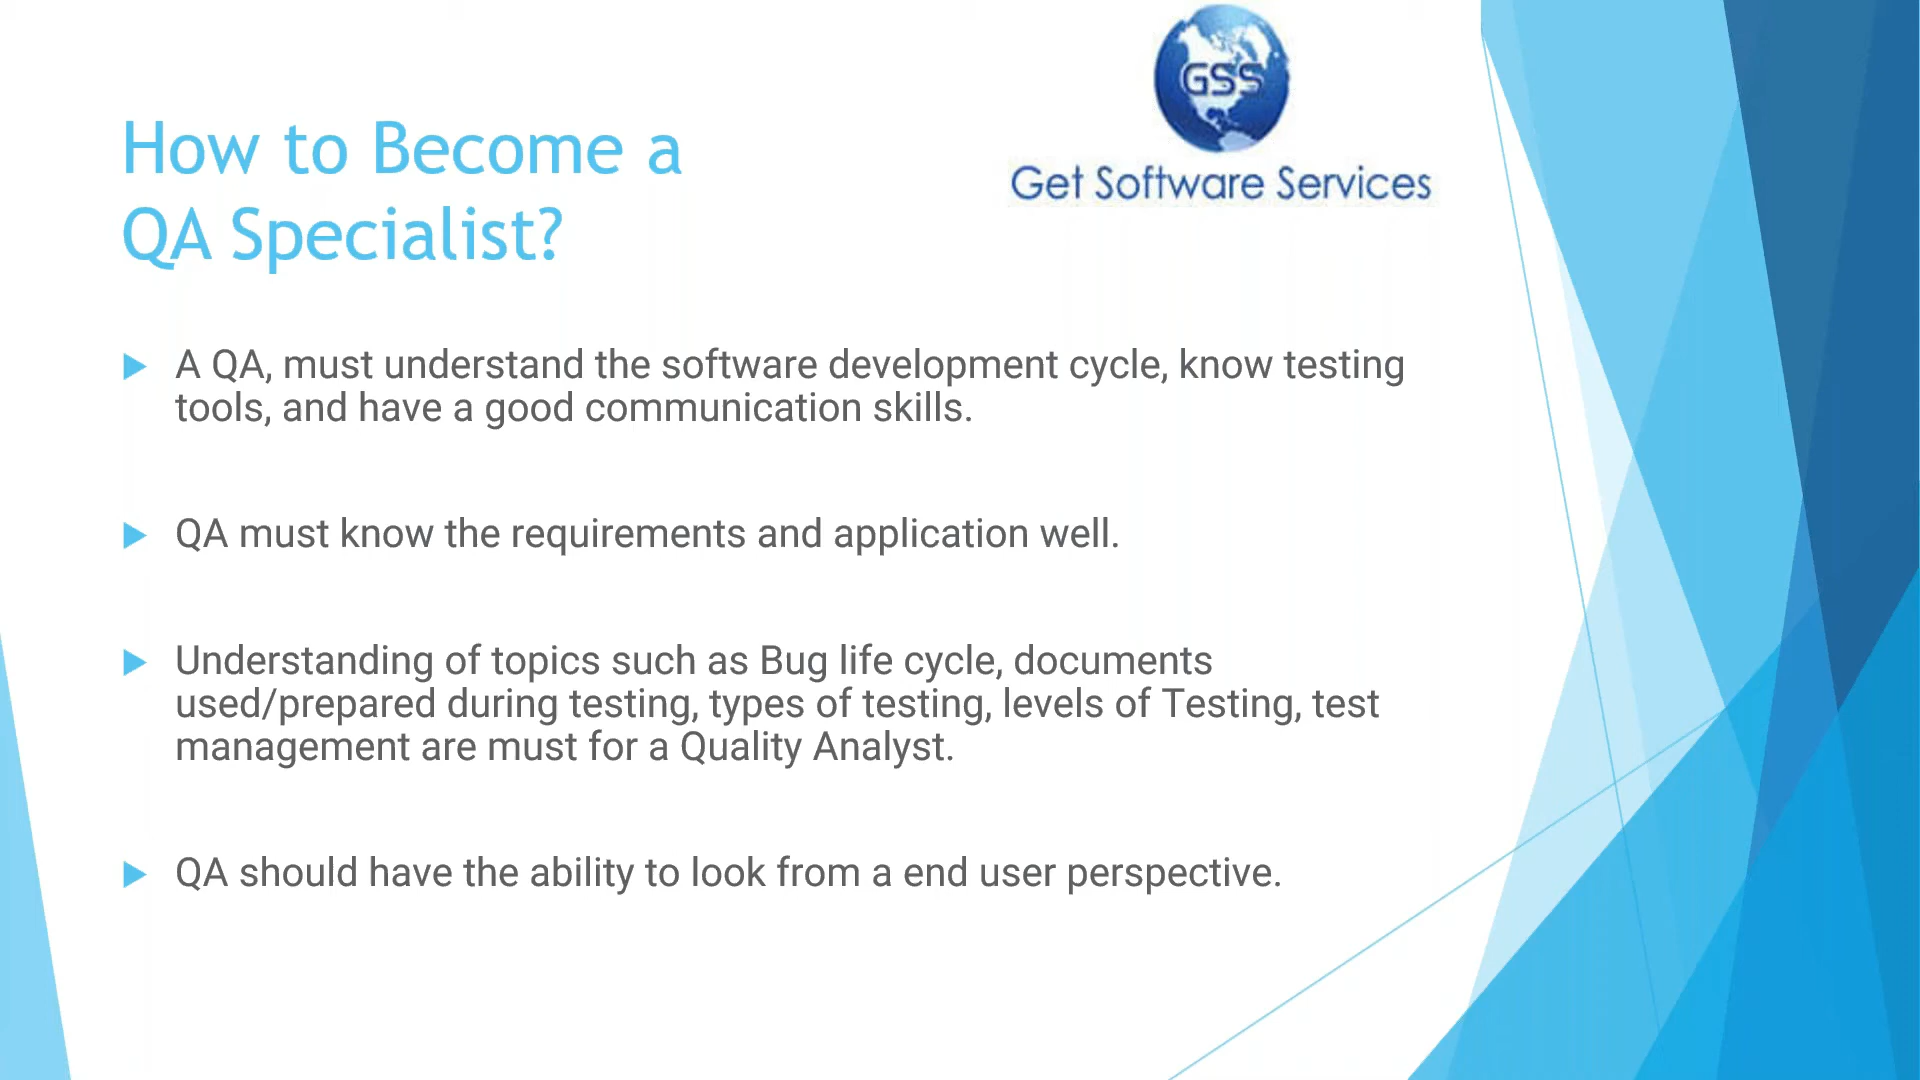 GSS
Get Software Services
How to Become a
QA Specialist?
A QA, must understand the software development cycle, know testing
tools, and have a good communication skills.
QA must know the requirements and application well.
Understanding of topics such as Bug life cycle, documents
used/prepared during testing, types of testing, levels of Testing, test
management are must for a Quality Analyst.
QA should have the ability to look from a end user perspective.